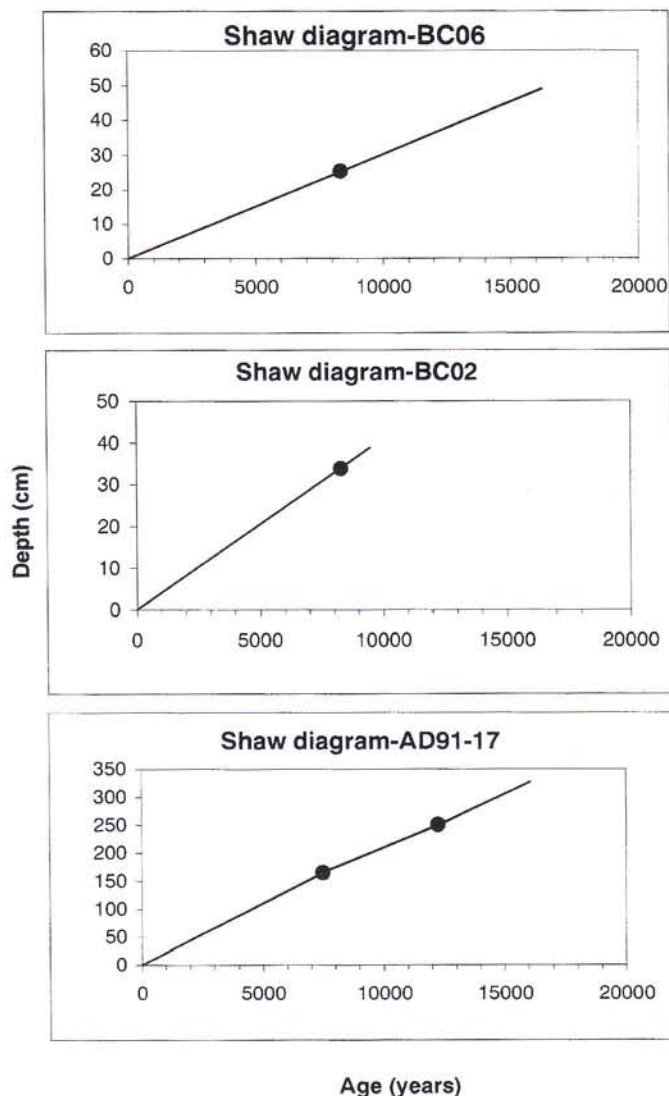 Shaw diagram-BC06
60
50
40
30
20
10
0
0 5000 10000 15000 20000
Shaw diagram-BC02
50
40
30
20
10
0
0 5000 10000 15000 20000
Depth (cm)
Shaw diagram-AD91-17
350
300
250
200
150
100
50
0
0 5000 10000 15000 20000
Age (years)